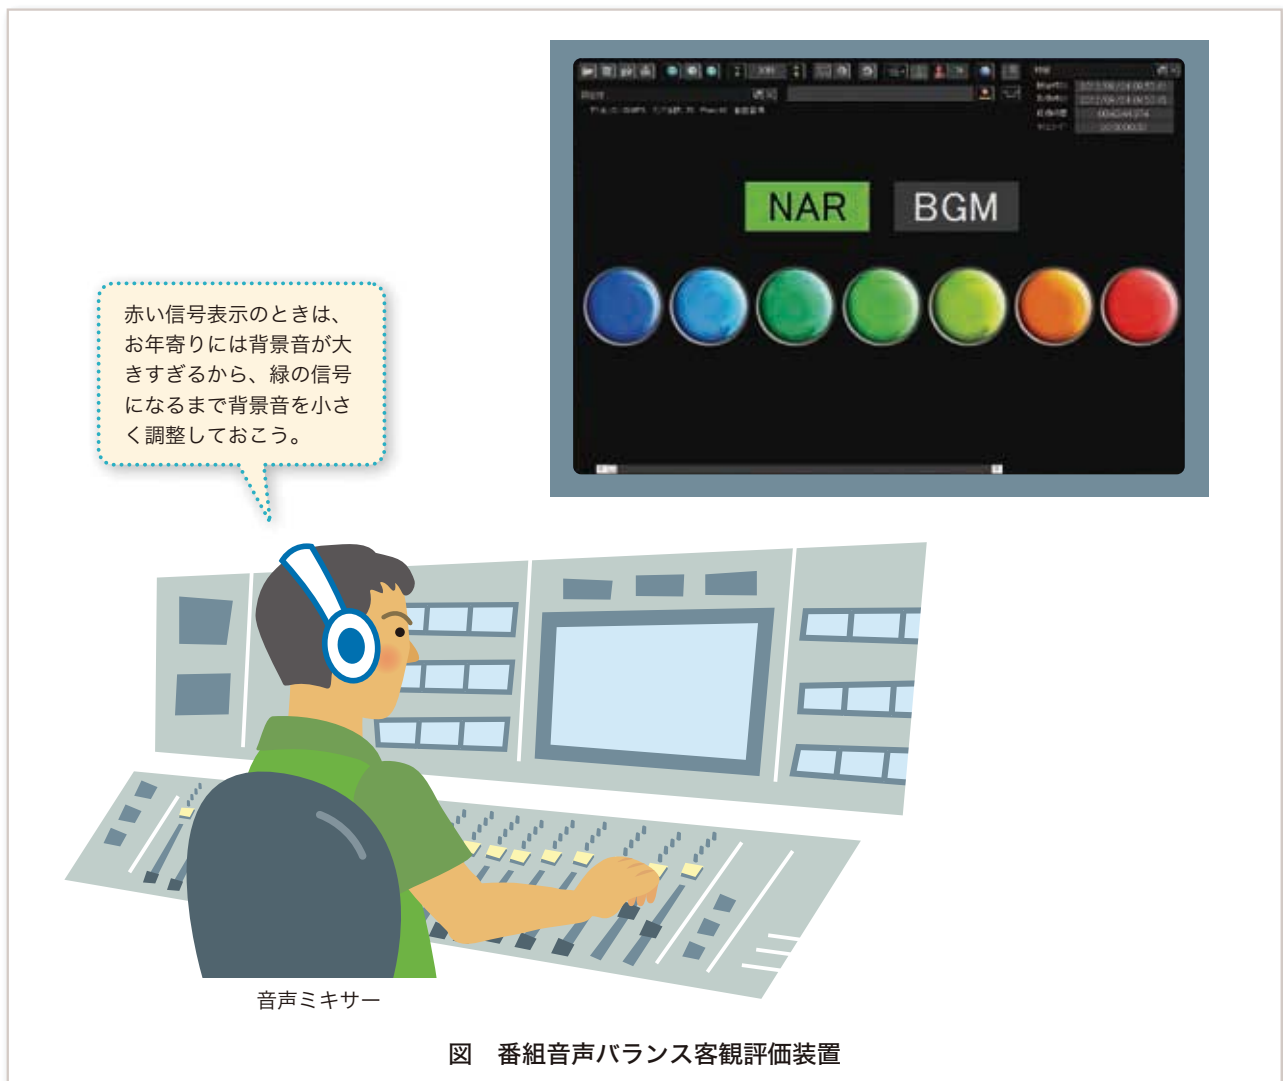 NAR
BGM
赤い信号表示のときは、
お年寄りには背景音が大
きすぎるから、緑の信号
になるまで背景音を小さ
く調整しておこう。
音声ミキサー
図 番組音声バランス客観評価装置